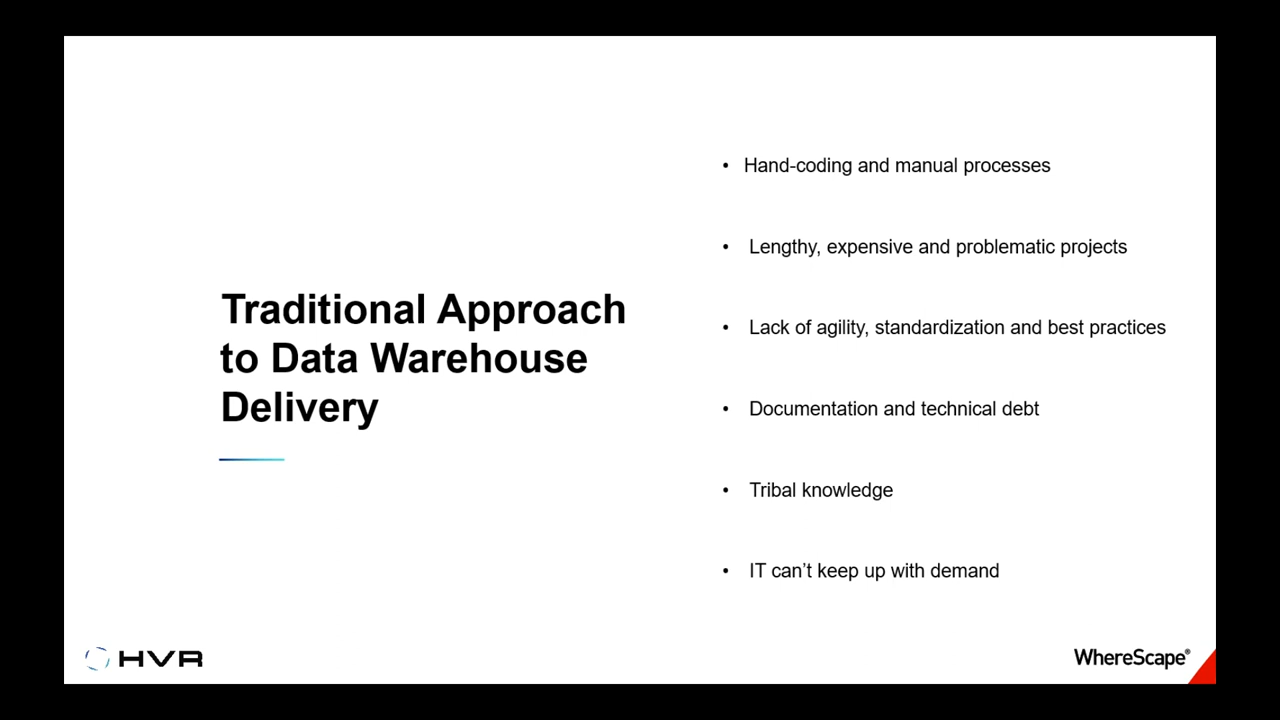 Traditional Approach
to Data Warehouse
Delivery
• Hand-coding and manual processes
• Lengthy, expensive and problematic projects
• Lack of agility, standardization and best practices
• Documentation and technical debt
• Tribal knowledge
• IT can’t keep up with demand
HVR
WhereScape®